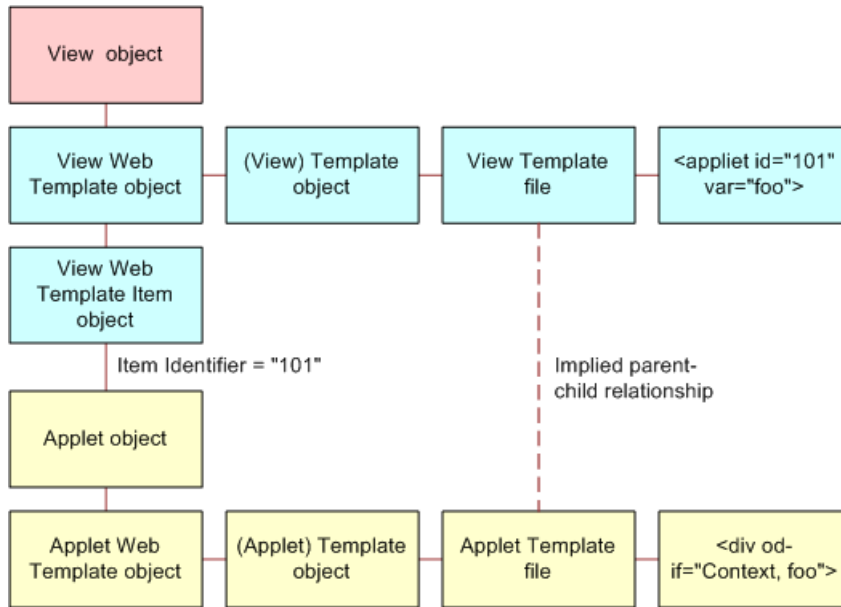 View object
View Web
Template object
(View) Template
object
View Template
file
<appliet id="101"
var="foo">
View Web
Template Item
object
Item Identifier = "101"
Implied parent-
child relationship
Applet object
Applet Web
Template object
(Applet) Template
object
Applet Template
file
<div od-
if="Context, foo">